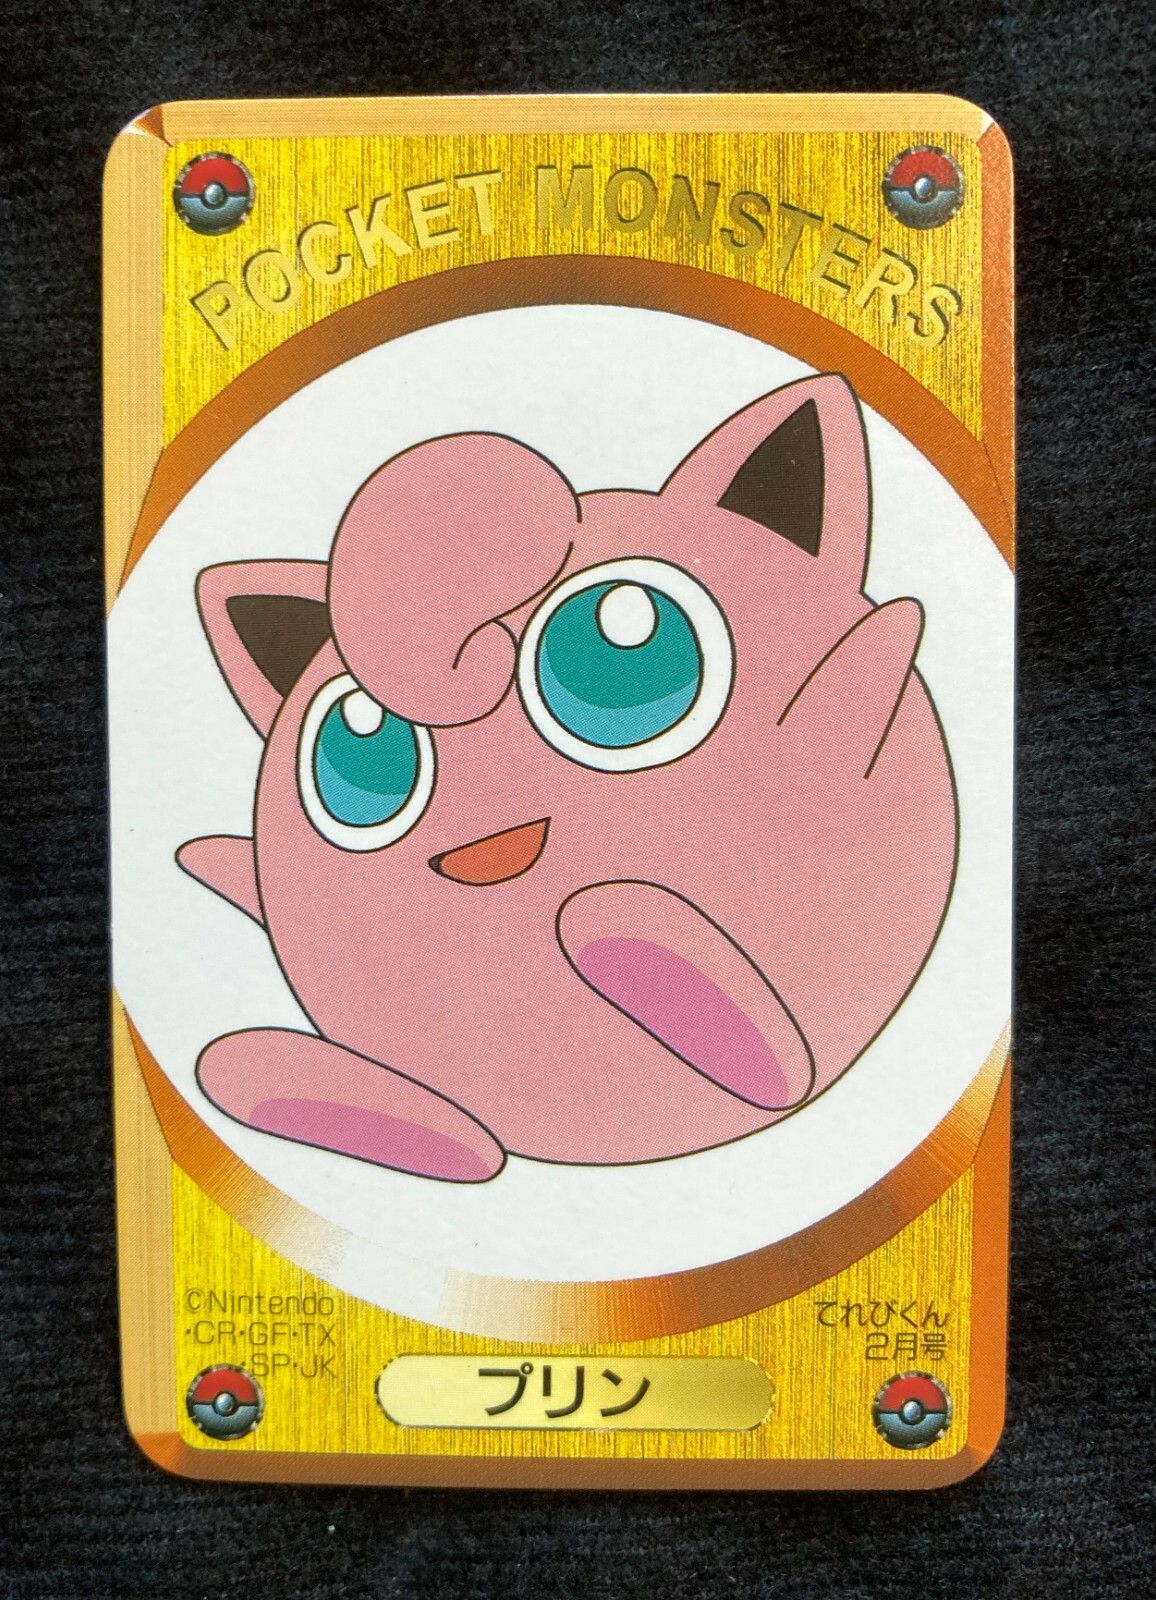 POCKET MONSTERS
©Nintendo
・CR・GF・TX
・SP・JK
てれびくん
2月号
プリン